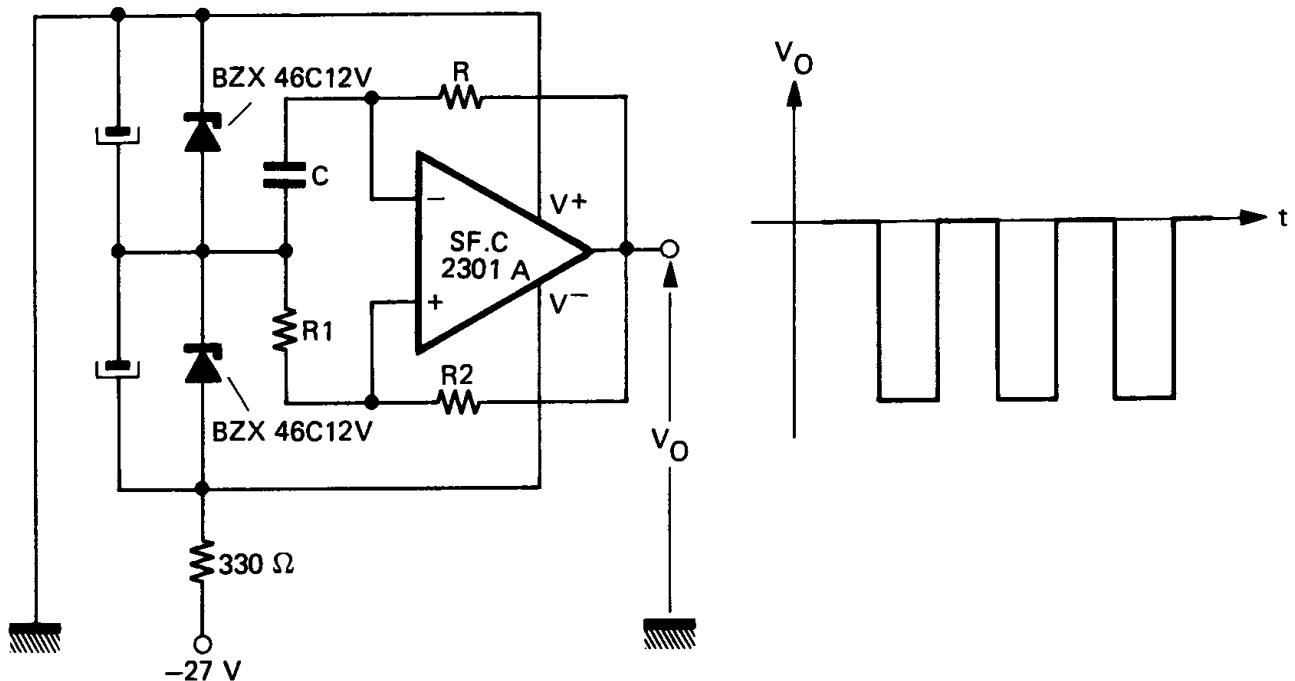 BZX 46C12V
R
C
−
V+
SF.C
2301 A
+
V−
R1
R2
BZX 46C12V
330 Ω
−27 V
VO
VO
t